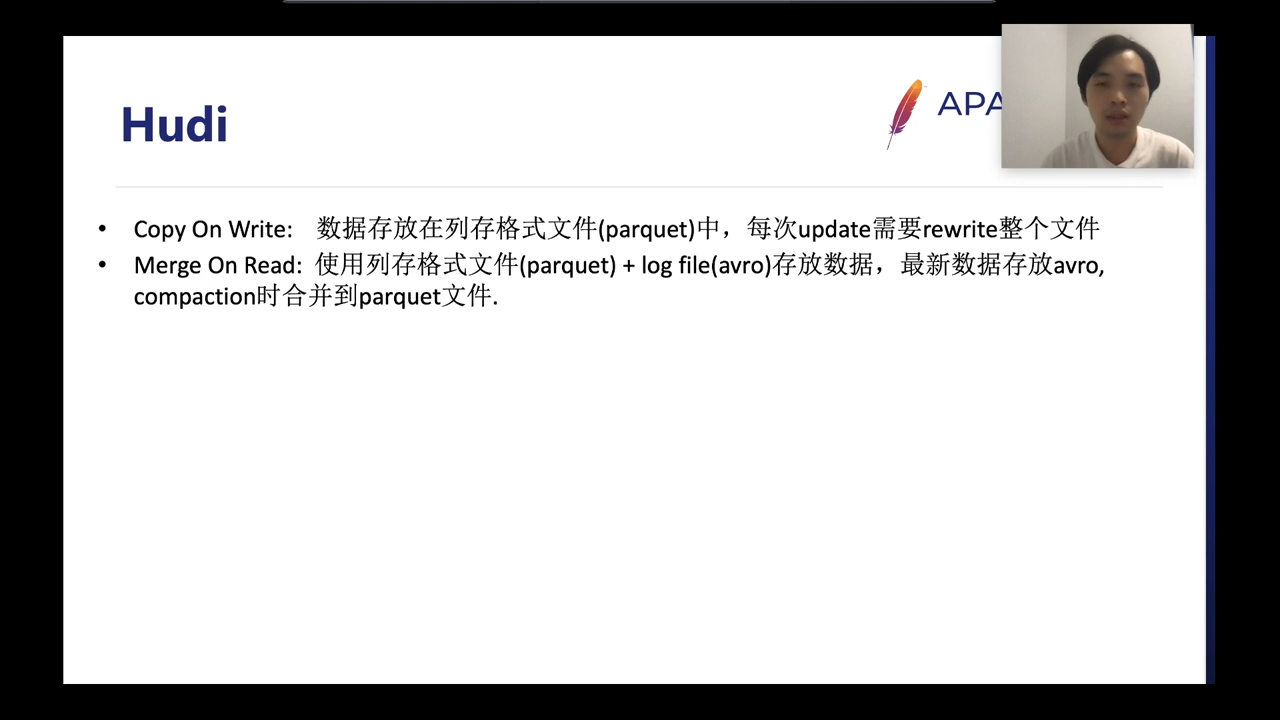 Hudi
APA
Copy On Write: 数据存放在列存格式文件(parquet)中，每次update需要rewrite整个文件
Merge On Read: 使用列存格式文件(parquet) + log file(avro)存放数据，最新数据存放avro,
compaction时合并到parquet文件.